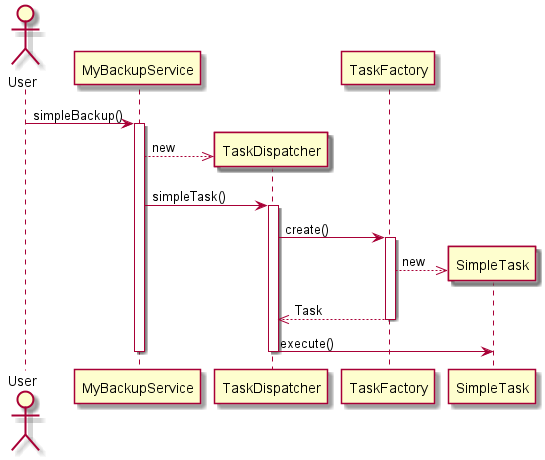 User
MyBackupService
TaskFactory
simpleBackup()
new
TaskDispatcher
simpleTask()
create()
new
SimpleTask
Task
execute()
User
MyBackupService
TaskDispatcher
TaskFactory
SimpleTask